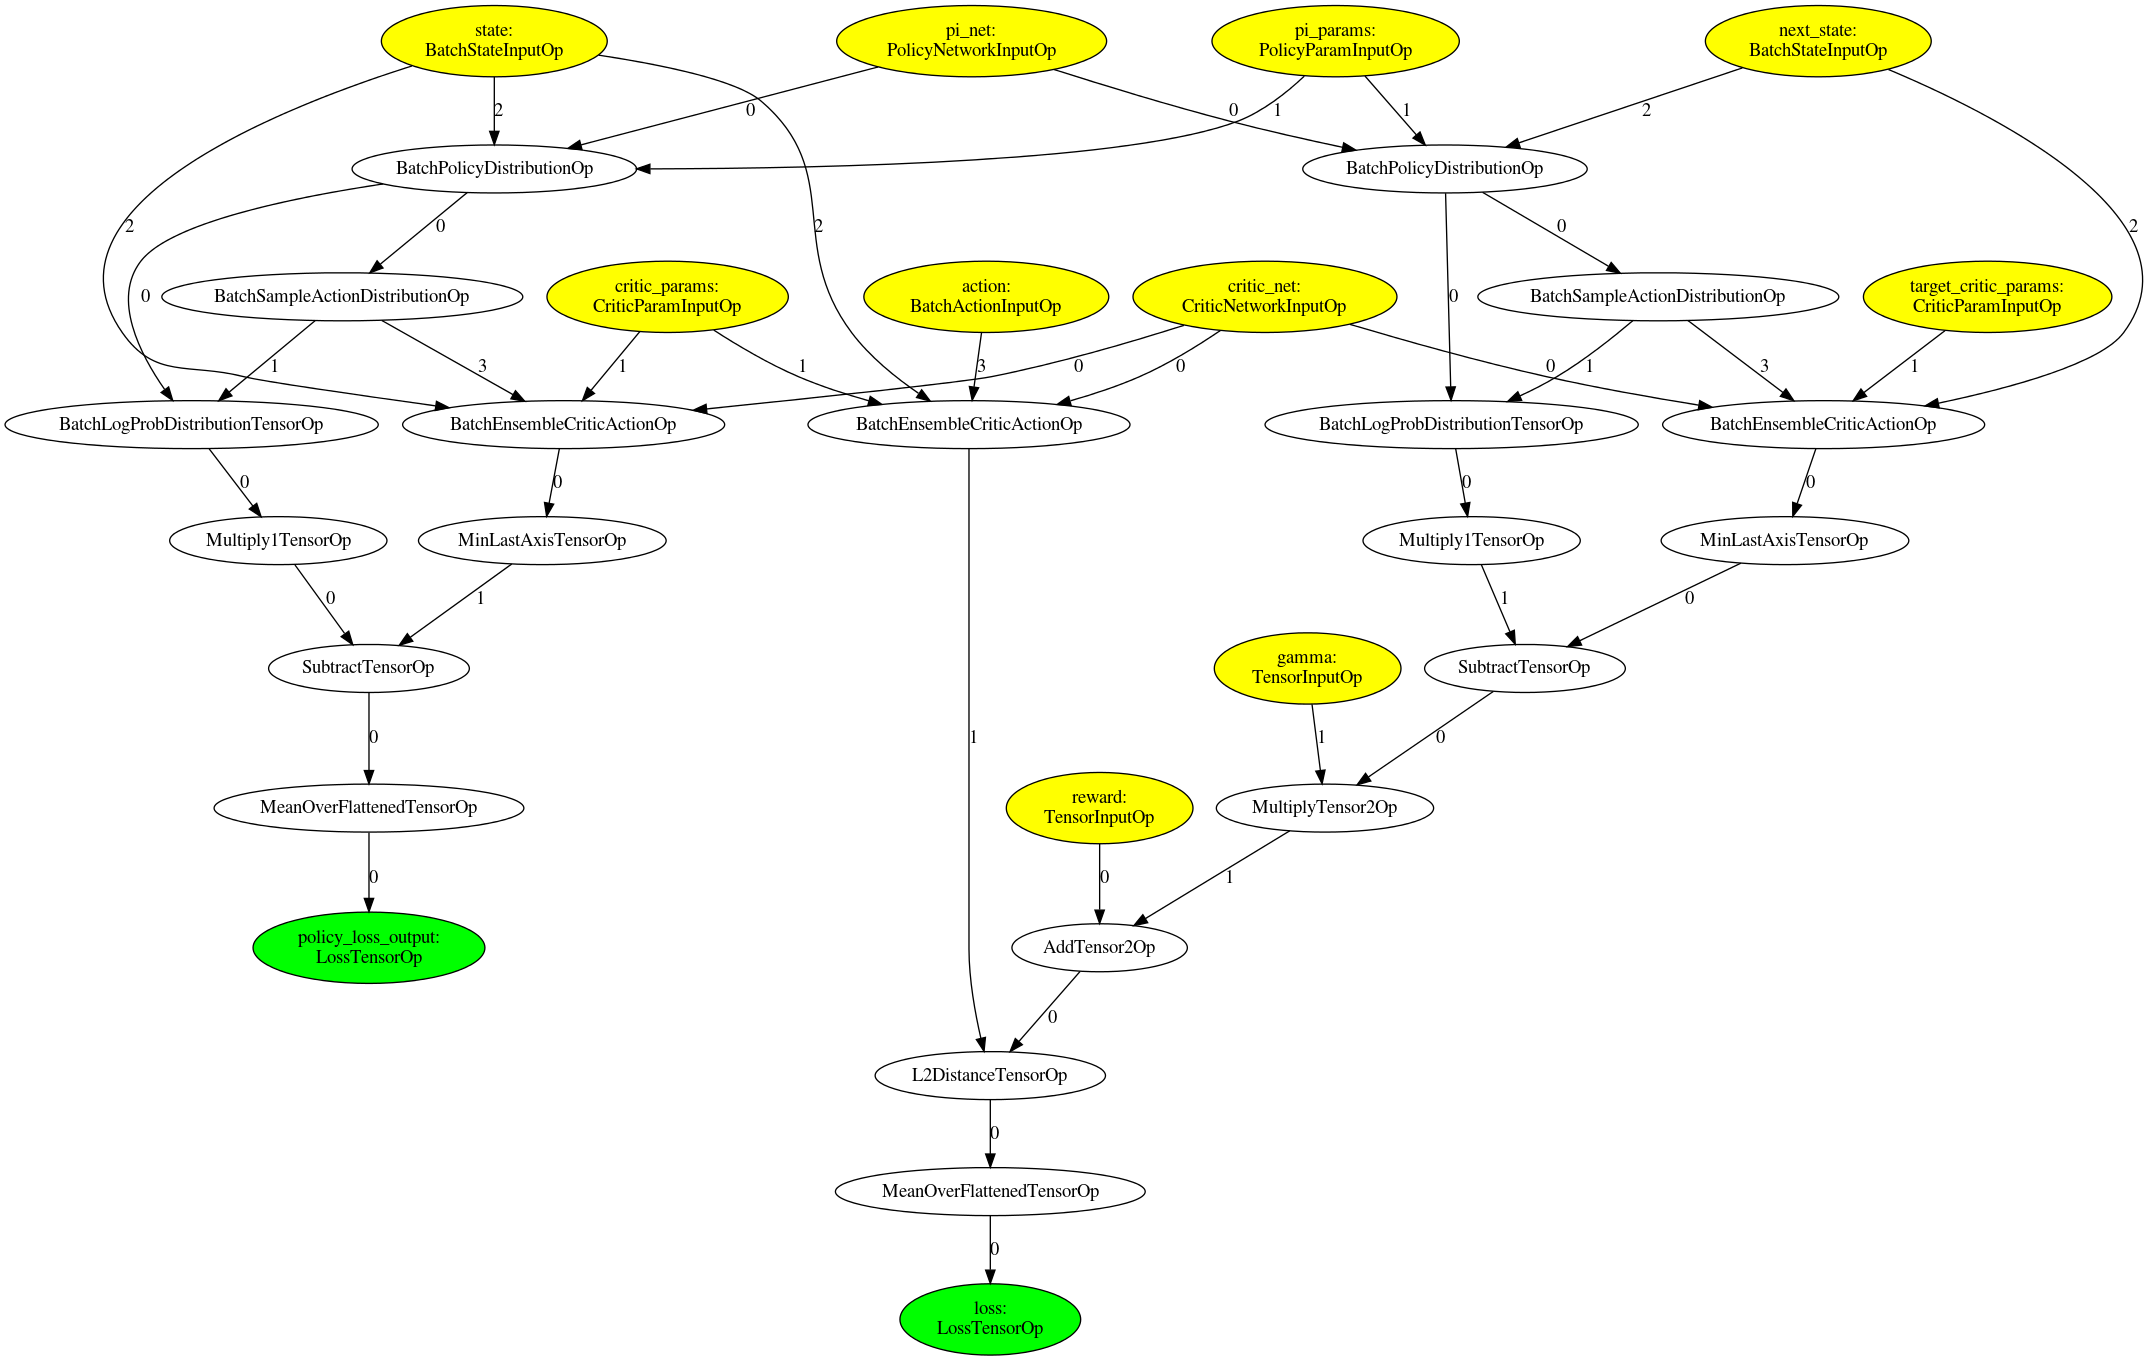 state:
BatchStateInputOp
pi_net:
PolicyNetworkInputOp
pi_params:
PolicyParamInputOp
next_state:
BatchStateInputOp
2
0
0
1
1
2
BatchPolicyDistributionOp
BatchPolicyDistributionOp
2
0
2
0
2
0
BatchSampleActionDistributionOp
critic_params:
CriticParamInputOp
action:
BatchActionInputOp
critic_net:
CriticNetworkInputOp
0
BatchSampleActionDistributionOp
target_critic_params:
CriticParamInputOp
1
3
1
1
3
0
0
0
1
3
1
BatchLogProbDistributionTensorOp
BatchEnsembleCriticActionOp
BatchEnsembleCriticActionOp
BatchLogProbDistributionTensorOp
BatchEnsembleCriticActionOp
0
0
0
0
Multiply1TensorOp
MinLastAxisTensorOp
Multiply1TensorOp
MinLastAxisTensorOp
0
1
1
0
SubtractTensorOp
gamma:
TensorInputOp
SubtractTensorOp
0
1
1
0
MeanOverFlattenedTensorOp
reward:
TensorInputOp
MultiplyTensor2Op
0
0
1
policy_loss_output:
LossTensorOp
AddTensor2Op
0
L2DistanceTensorOp
0
MeanOverFlattenedTensorOp
0
loss:
LossTensorOp